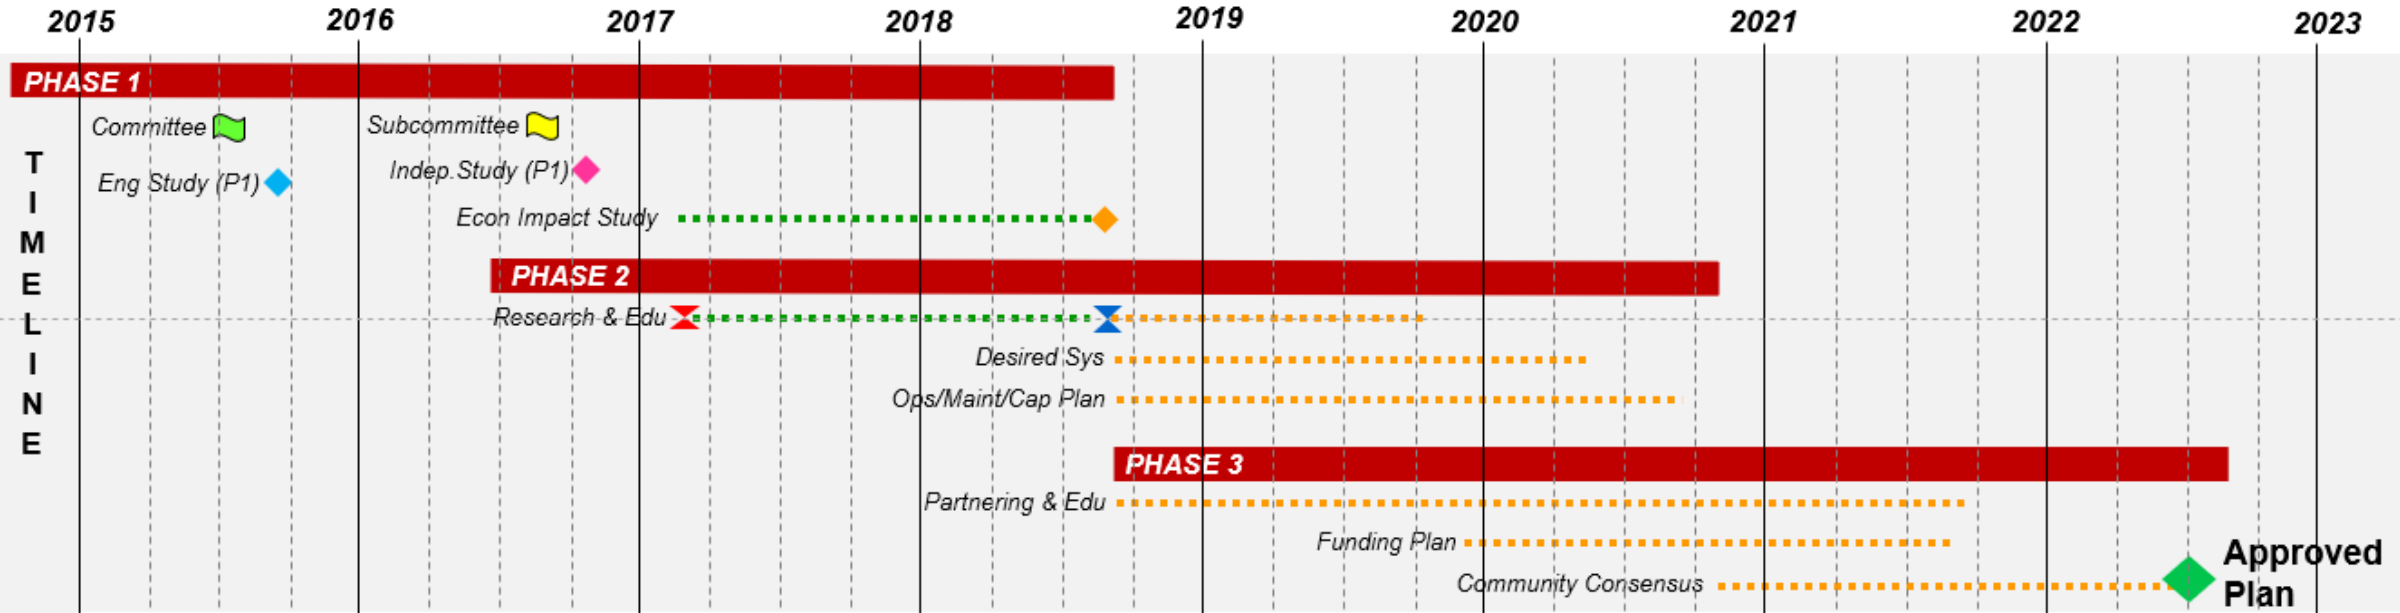 2015 2016 2017 2018 2019 2020 2021 2022 2023
PHASE 1
Committee Subcommittee
Eng Study (P1) Indep.Study (P1)
Econ Impact Study
PHASE 2
Research & Edu
Desired Sys
Ops/Maint/Cap Plan
PHASE 3
Partnering & Edu
Funding Plan
Community Consensus
Approved
Plan
T
I
M
E
L
I
N
E